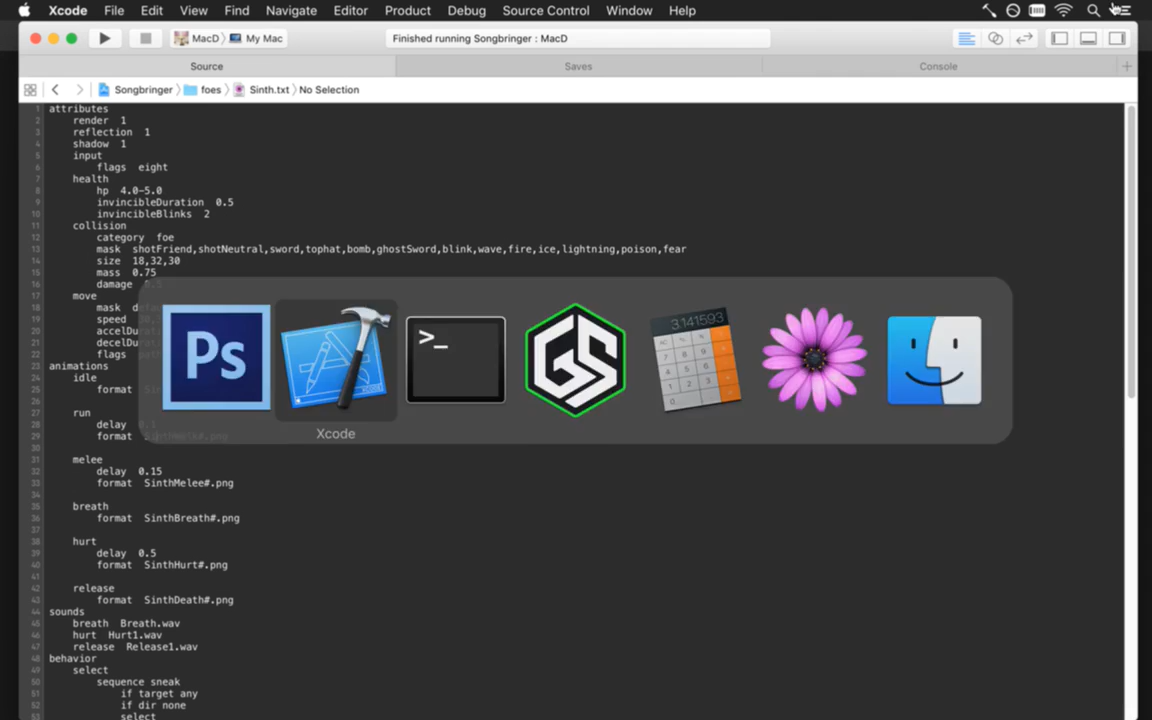 Xcode File Edit View Find Navigate Editor Product Debug Source Control Window Help
MacD My Mac Finished running Songbringer : MacD
Source Saves Console
Songbringer foes Sinth.txt No Selection
1 attributes
2 render 1
3 reflection 1
4 shadow 1
5 input
6 flags eight
7 health
8 hp 4.0-5.0
9 invincibleDuration 0.5
10 invincibleBlinks 2
11 collision
12 category foe
13 mask shotFriend,shotNeutral,sword,tophat,bomb,ghostSword,blink,wave,fire,ice,lightning,poison,fear
14 size 18,32,30
15 mass 0.75
16 damage
17 move
18 mask
19 speed
20
21
22 flags
23 animations
24 idle
25 format
26
27 run
28 delay
29 format
30
31 melee
32 delay 0.15
33 format SinthMelee#.png
34
35 breath
36 format SinthBreath#.png
37
38 hurt
39 delay 0.5
40 format SinthHurt#.png
41
42 release
43 format SinthDeath#.png
44 sounds
45 breath Breath.wav
46 hurt Hurt1.wav
47 release Release1.wav
48 behavior
49 select
50 sequence sneak
51 if target any
52 if dir none
53 select
Ps >_ GS 3.141593
Xcode